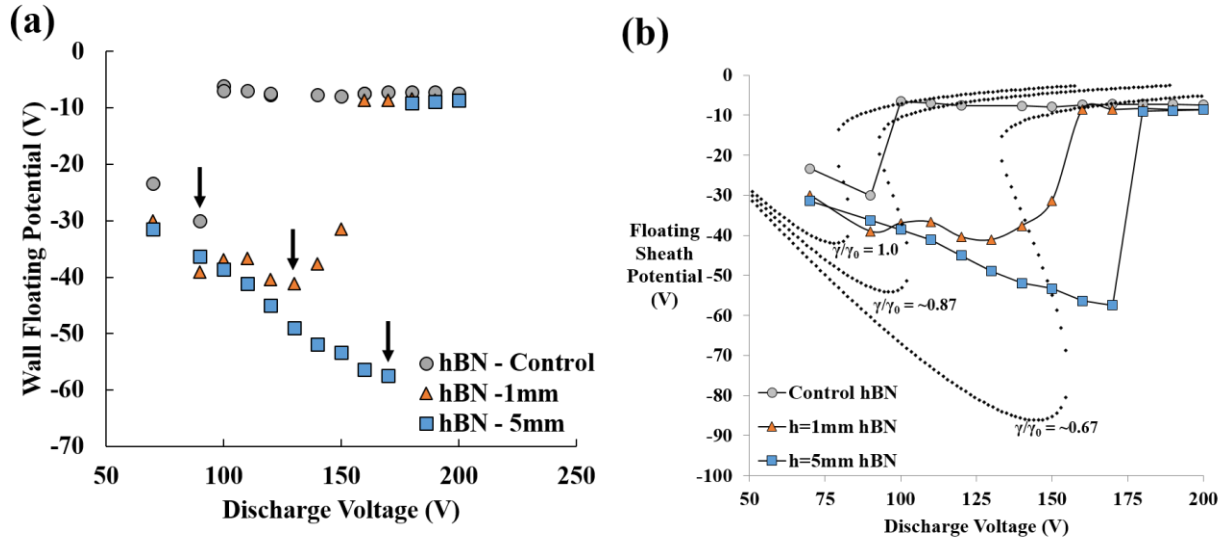 (a)
0
-10
-20
-30
-40
-50
-60
-70
Wall Floating Potential (V)
50
100
150
200
250
Discharge Voltage (V)
hBN - Control
hBN -1mm
hBN - 5mm
(b)
0
-10
-20
-30
-40
-50
-60
-70
-80
-90
-100
Floating
Sheath
Potential
(V)
50
75
100
125
150
175
200
Discharge Voltage (V)
γ/γ₀ = 1.0
γ/γ₀ = ~0.87
γ/γ₀ = ~0.67
Control hBN
h=1mm hBN
h=5mm hBN